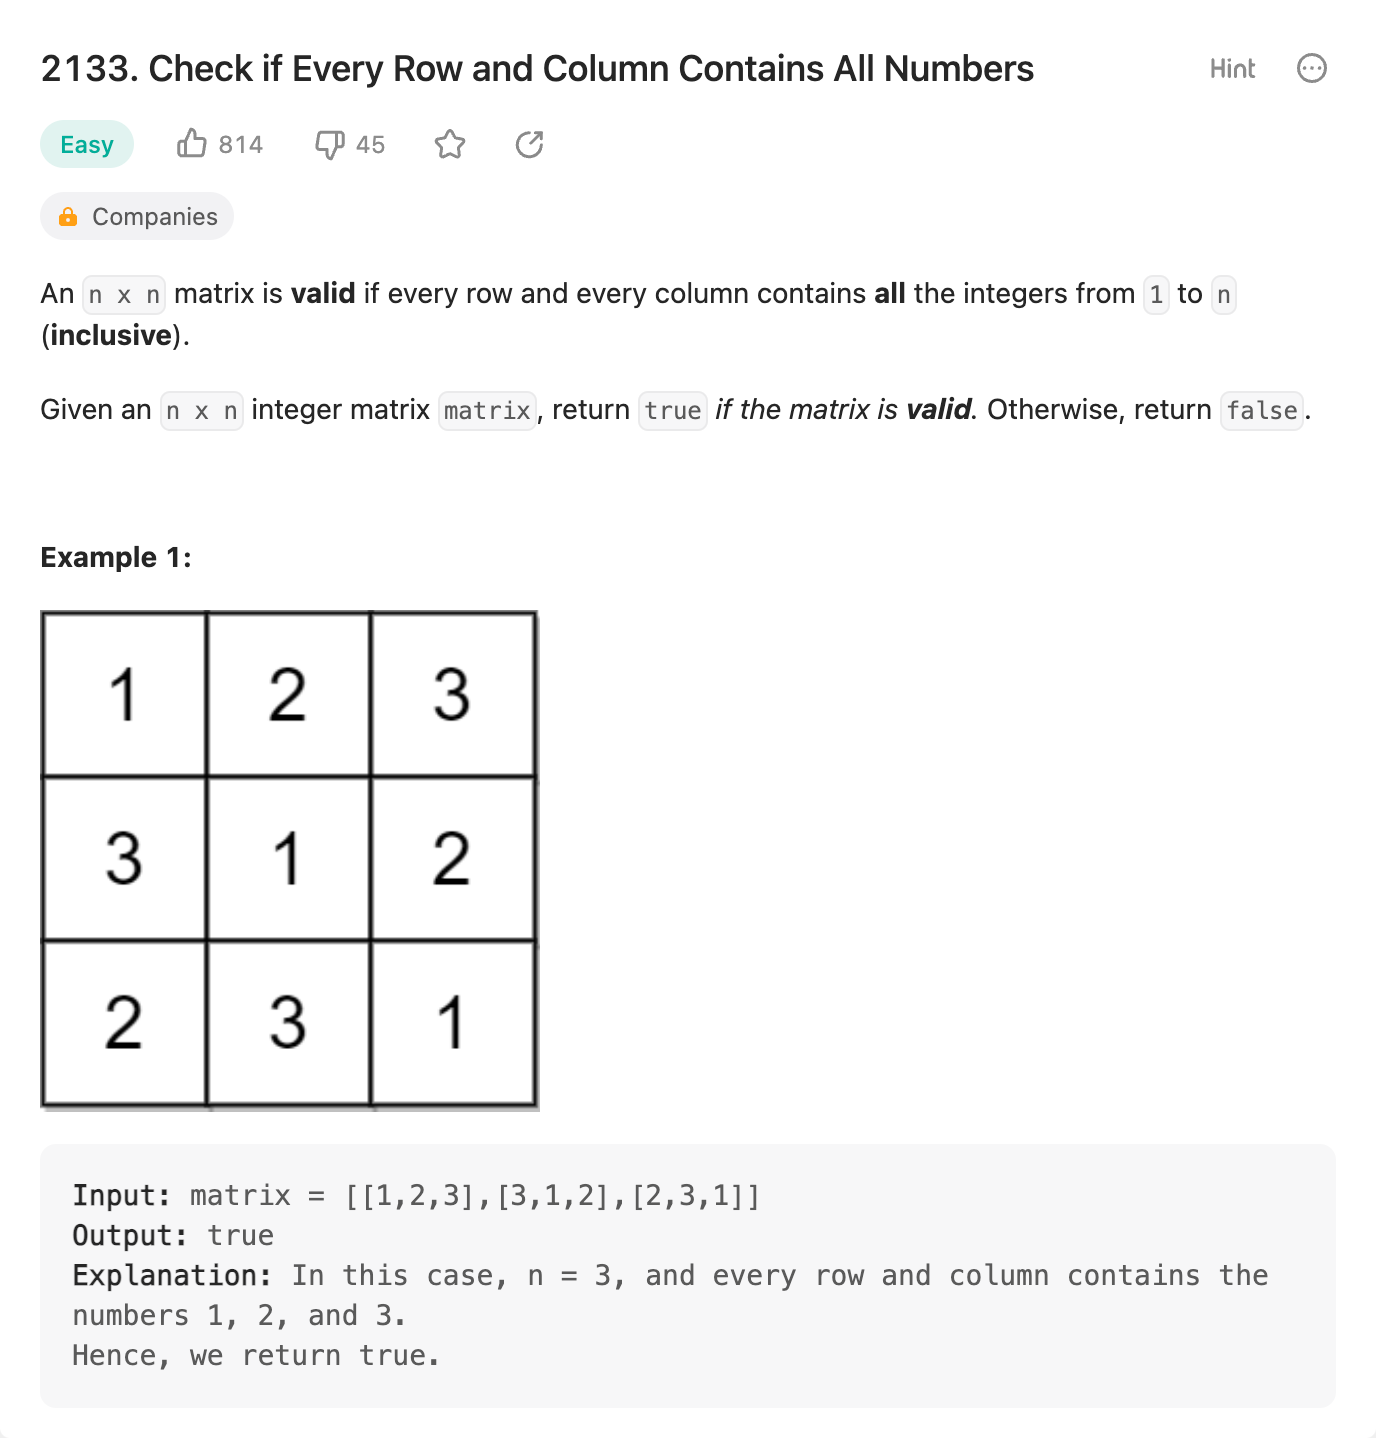 2133. Check if Every Row and Column Contains All Numbers Hint
Easy 814 45
Companies
An n x n matrix is valid if every row and every column contains all the integers from 1 to n
(inclusive).
Given an n x n integer matrix matrix, return true if the matrix is valid. Otherwise, return false.
Example 1:
1 2 3
3 1 2
2 3 1
Input: matrix = [[1,2,3],[3,1,2],[2,3,1]]
Output: true
Explanation: In this case, n = 3, and every row and column contains the
numbers 1, 2, and 3.
Hence, we return true.